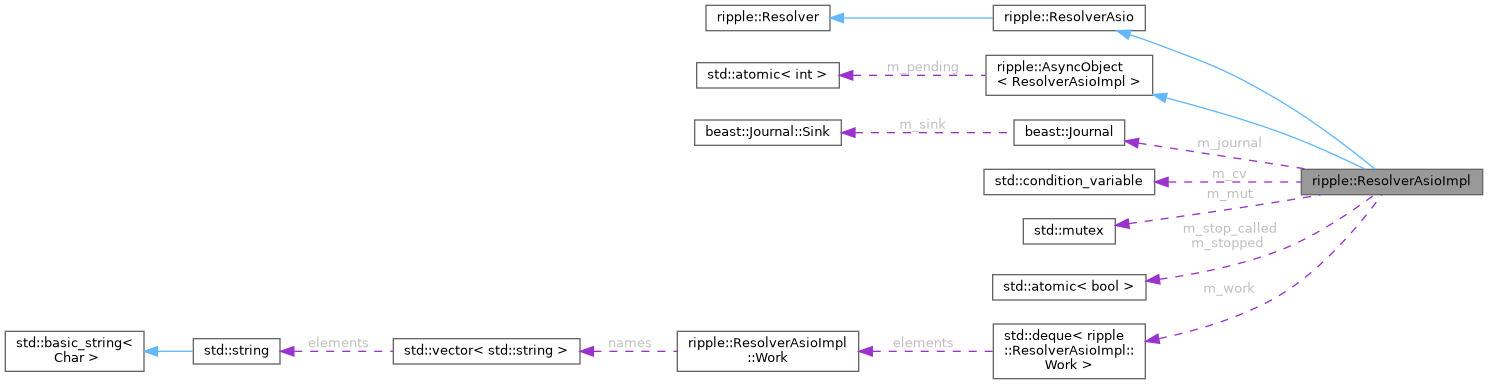 ripple::Resolver
ripple::ResolverAsio
std::atomic< int >
m_pending
ripple::AsyncObject
< ResolverAsioImpl >
beast::Journal::Sink
m_sink
beast::Journal
m_journal
ripple::ResolverAsioImpl
std::condition_variable
m_cv
m_mut
std::mutex
m_stop_called
m_stopped
std::atomic< bool >
m_work
std::basic_string<
Char >
std::string
elements
std::vector< std::string >
names
ripple::ResolverAsioImpl
::Work
elements
std::deque< ripple
::ResolverAsioImpl::
Work >